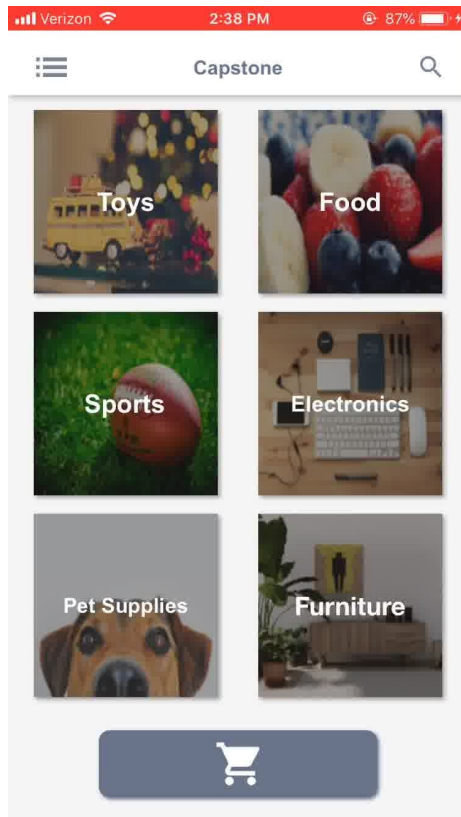 Verizon 2:38 PM 87%
Capstone
Toys Food
Sports Electronics
Pet Supplies Furniture